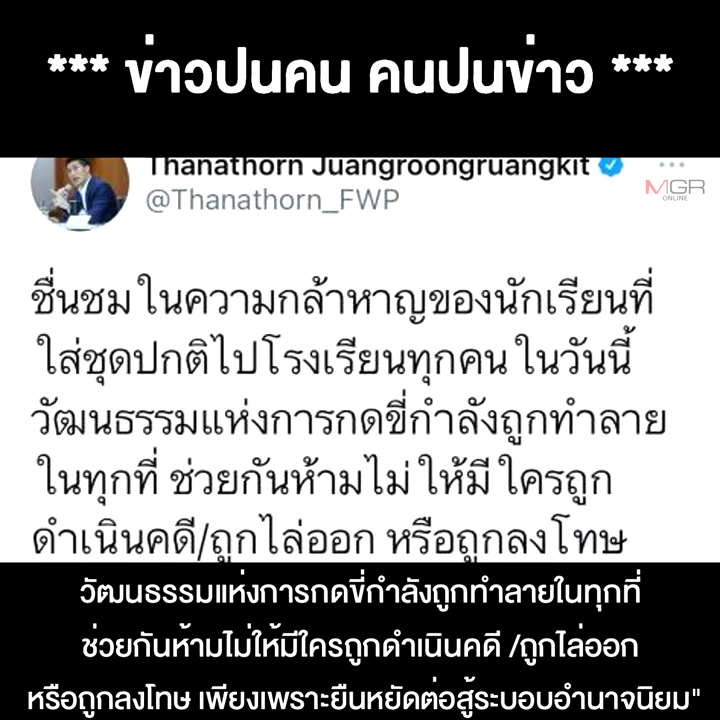 *** ข่าวปนคน คนปนข่าว ***
Thanathorn Juangroongruangkit
@Thanathorn_FWP
MGR
ONLINE
ชื่นชมในความกล้าหาญของนักเรียนที่
ใส่ชุดปกติไปโรงเรียนทุกคน ในวันนี้
วัฒนธรรมแห่งการกดขี่กำลังถูกทำลาย
ในทุกที่ ช่วยกันห้ามไม่ ให้มี ใครถูก
ดำเนินคดี/ถูกไล่ออก หรือถูกลงโทษ
วัฒนธรรมแห่งการกดขี่กำลังถูกทำลายในทุกที่
ช่วยกันห้ามไม่ให้มีใครถูกดำเนินคดี /ถูกไล่ออก
หรือถูกลงโทษ เพียงเพราะยืนหยัดต่อสู้ระบอบอำนาจนิยม"